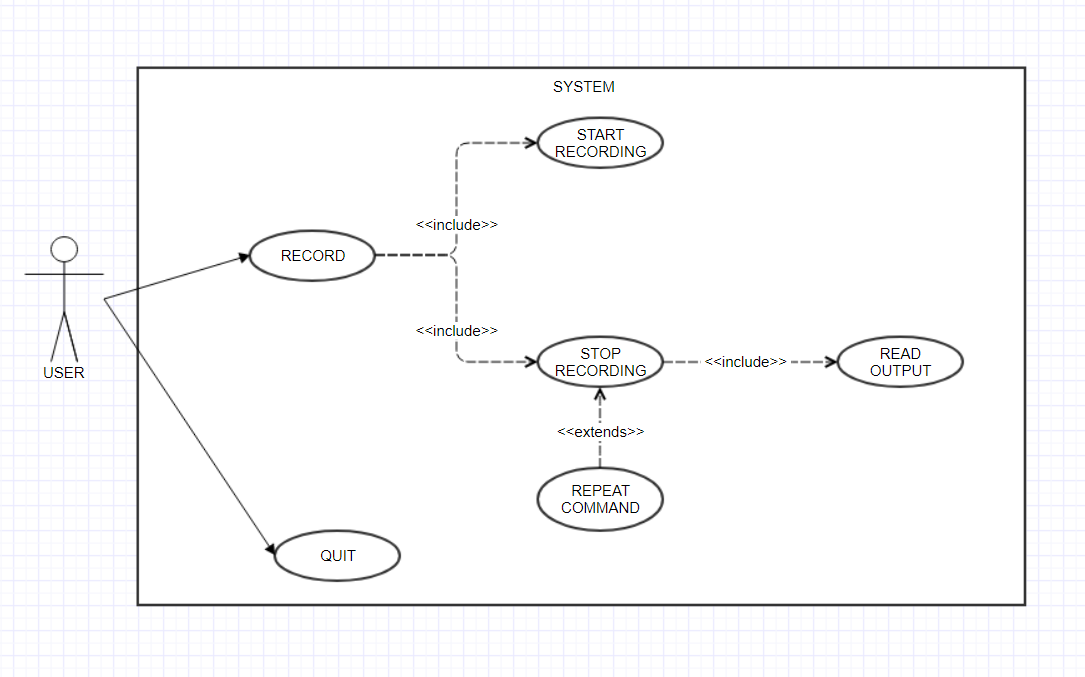 SYSTEM
START
RECORDING
<<include>>
RECORD
<<include>>
STOP
RECORDING
<<include>>
READ
OUTPUT
USER
<<extends>>
REPEAT
COMMAND
QUIT